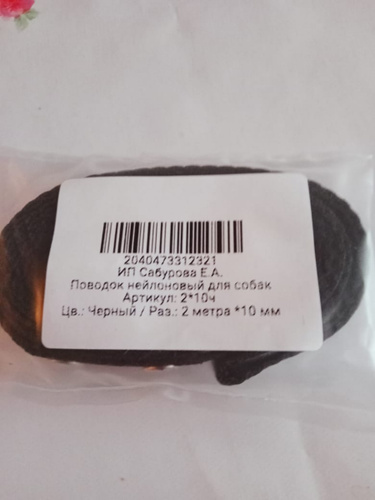 2040473312321
ИП Сабурова Е.А.
Поводок нейлоновый для собак
Артикул: 2*10ч
Цв.: Черный / Раз.: 2 метра *10 мм